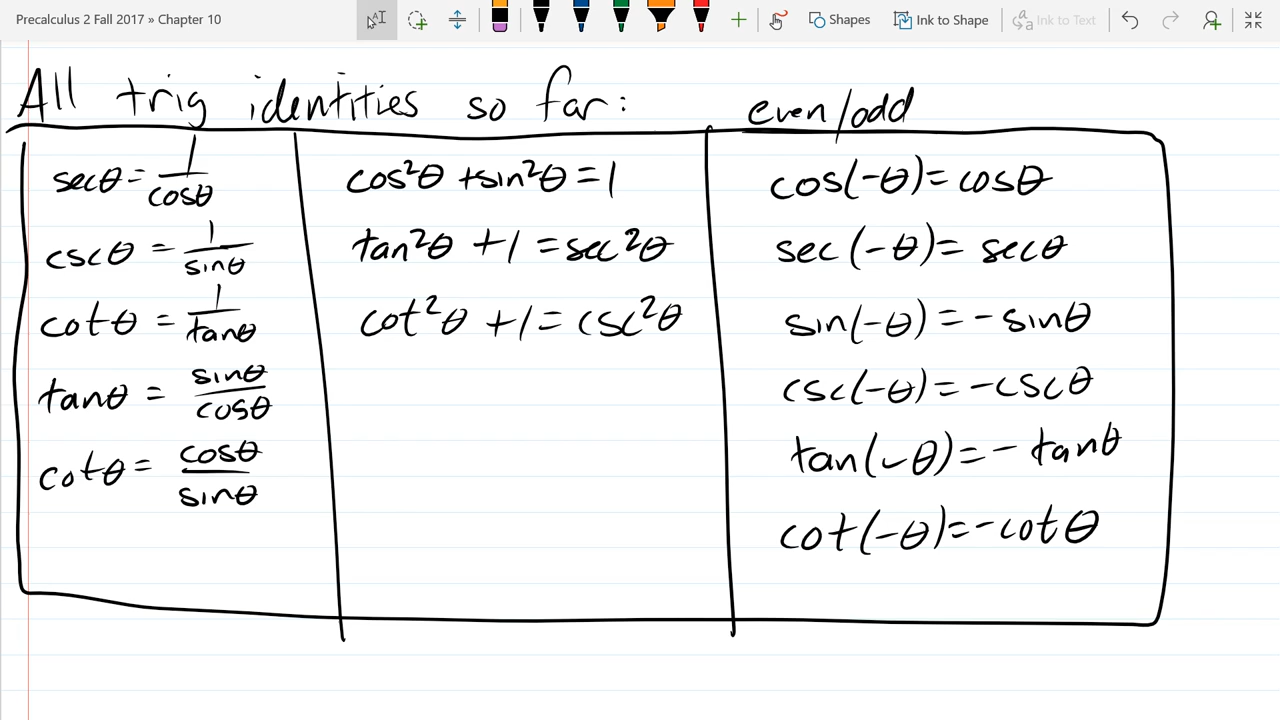 Precalculus 2 Fall 2017 » Chapter 10
Shapes
Ink to Shape
Ink to Text
All trig identities so far:
even/odd
secθ = 1/cosθ
cscθ = 1/sinθ
cotθ = 1/tanθ
tanθ = sinθ/cosθ
cotθ = cosθ/sinθ
cos²θ + sin²θ = 1
tan²θ + 1 = sec²θ
cot²θ + 1 = csc²θ
cos(-θ) = cosθ
sec(-θ) = secθ
sin(-θ) = -sinθ
csc(-θ) = -cscθ
tan(-θ) = -tanθ
cot(-θ) = -cotθ